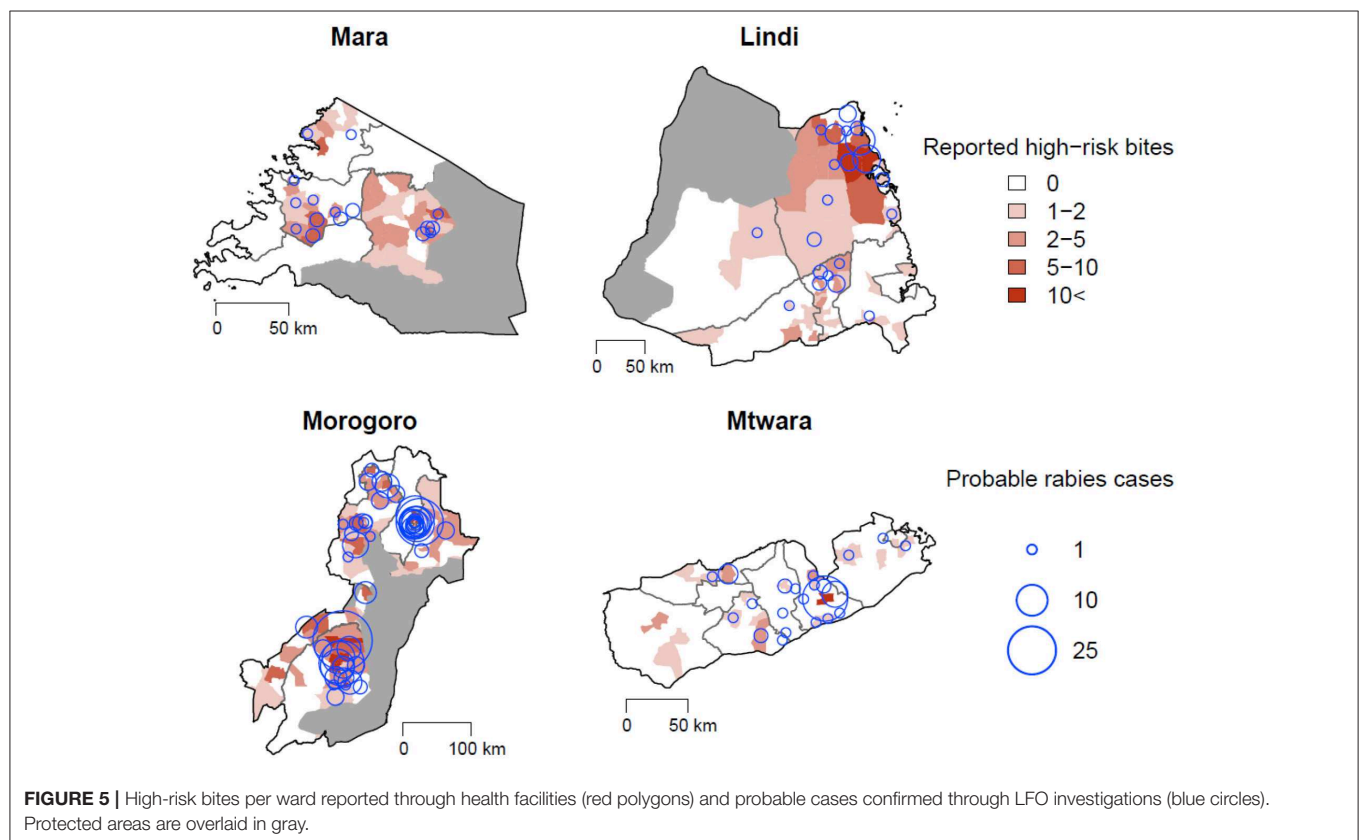 Mara
Lindi
Reported high-risk bites
0
1−2
2−5
5−10
10<
0 50 km
0 50 km
Morogoro
Mtwara
Probable rabies cases
1
10
25
0 50 km
0 100 km
FIGURE 5 | High-risk bites per ward reported through health facilities (red polygons) and probable cases confirmed through LFO investigations (blue circles).
Protected areas are overlaid in gray.